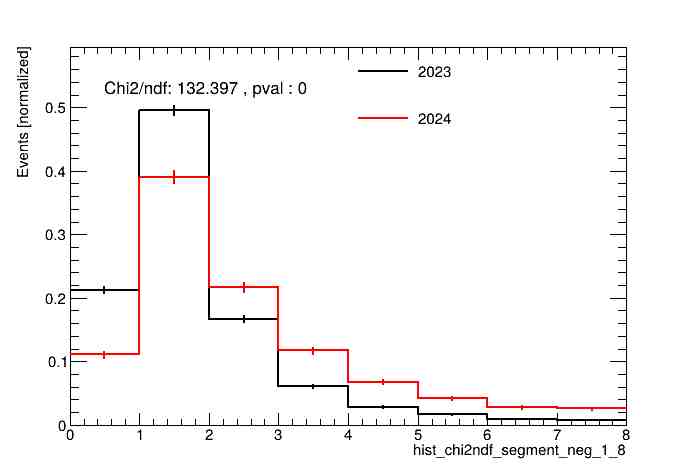 Chi2/ndf: 132.397 , pval : 0
2023
2024
Events [normalized]
0.5
0.4
0.3
0.2
0.1
0
0 1 2 3 4 5 6 7 8
hist_chi2ndf_segment_neg_1_8